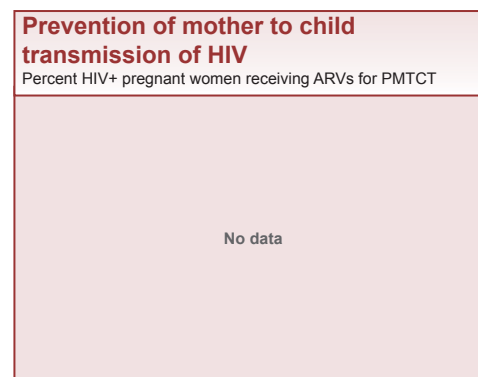 Prevention of mother to child
transmission of HIV
Percent HIV+ pregnant women receiving ARVs for PMTCT
No data